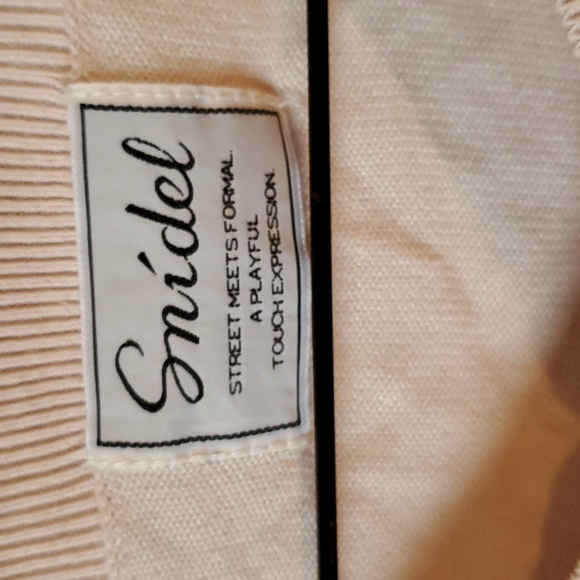 Snidel
STREET MEETS FORMAL.
A PLAYFUL
TOUCH EXPRESSION.